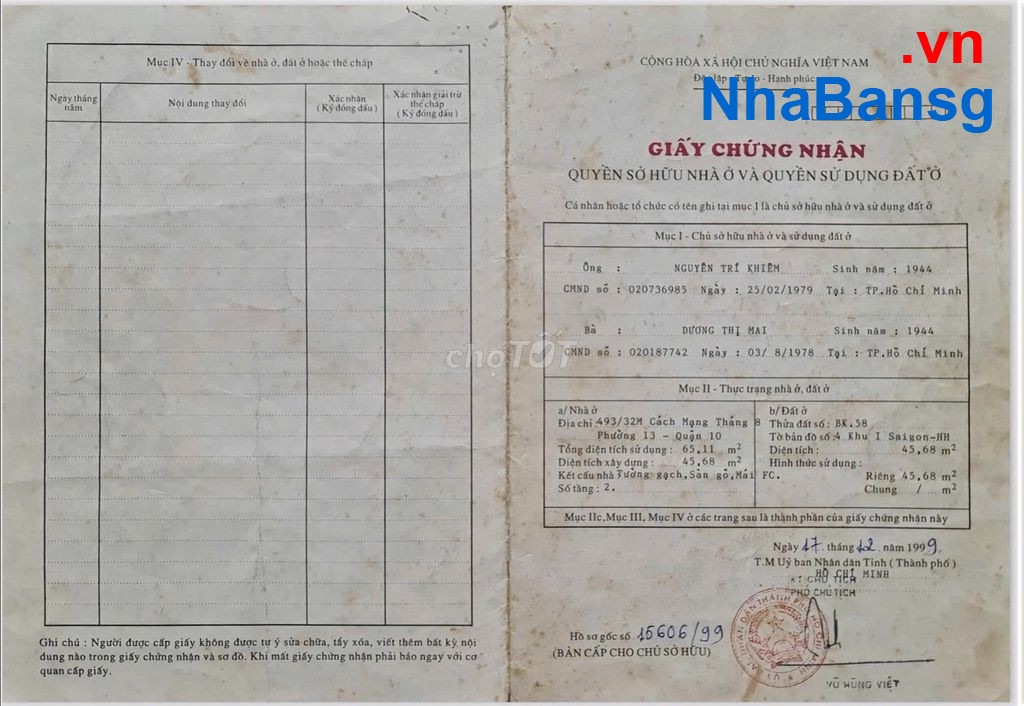 Mục IV - Thay đổi về nhà ở, đất ở hoặc thế chấp
Ngày tháng năm
Nội dung thay đổi
Xác nhận
(Ký đóng dấu)
Xác nhận giải trừ
thế chấp
(Ký đóng dấu)
Ghi chú : Người được cấp giấy không được tự ý sửa chữa, tẩy xóa, viết thêm bất kỳ nội
dung nào trong giấy chứng nhận và sơ đồ. Khi mất giấy chứng nhận phải báo ngay với cơ
quan cấp giấy.
chợTỐT
.vn
NhaBansg
CỘNG HÒA XÃ HỘI CHỦ NGHĨA VIỆT NAM
Độc lập - Tự do - Hạnh phúc
GIẤY CHỨNG NHẬN
QUYỀN SỞ HỮU NHÀ Ở VÀ QUYỀN SỬ DỤNG ĐẤT Ở
Cá nhân hoặc tổ chức có tên ghi tại mục I là chủ sở hữu nhà ở và sử dụng đất ở
Mục I - Chủ sở hữu nhà ở và sử dụng đất ở
Ông : NGUYỄN TRÍ KHIÊM Sinh năm : 1944
CMND số : 020736985 Ngày : 25/02/1979 Tại : TP.Hồ Chí Minh
Bà : DƯƠNG THỊ MAI Sinh năm : 1944
CMND số : 020187742 Ngày : 03/ 8/1978 Tại : TP.Hồ Chí Minh
Mục II - Thực trạng nhà ở, đất ở
a/ Nhà ở
Địa chỉ : 493/32M Cách Mạng Tháng 8
Phường 13 - Quận 10
Tổng diện tích sử dụng : 65,11 m²
Diện tích xây dựng : 45,68 m²
Kết cấu nhà Tường gạch,Sàn gỗ,Mái FC.
Số tầng : 2.
b/ Đất ở
Thửa đất số : BK.58
Tờ bản đồ số : 4 Khu I Saigon-HH
Diện tích : 45,68 m²
Hình thức sử dụng :
Riêng 45,68 m²
Chung / m²
Mục IIc, Mục III, Mục IV ở các trang sau là thành phần của giấy chứng nhận này
Ngày 17. tháng 12. năm 1999.
T.M Uỷ ban Nhân dân Tỉnh ( Thành phố )
HỒ CHÍ MINH
KT CHỦ TỊCH
PHÓ CHỦ TỊCH
Hồ sơ gốc số 15606/99
(BẢN CẤP CHO CHỦ SỞ HỮU)
VŨ HÙNG VIỆT